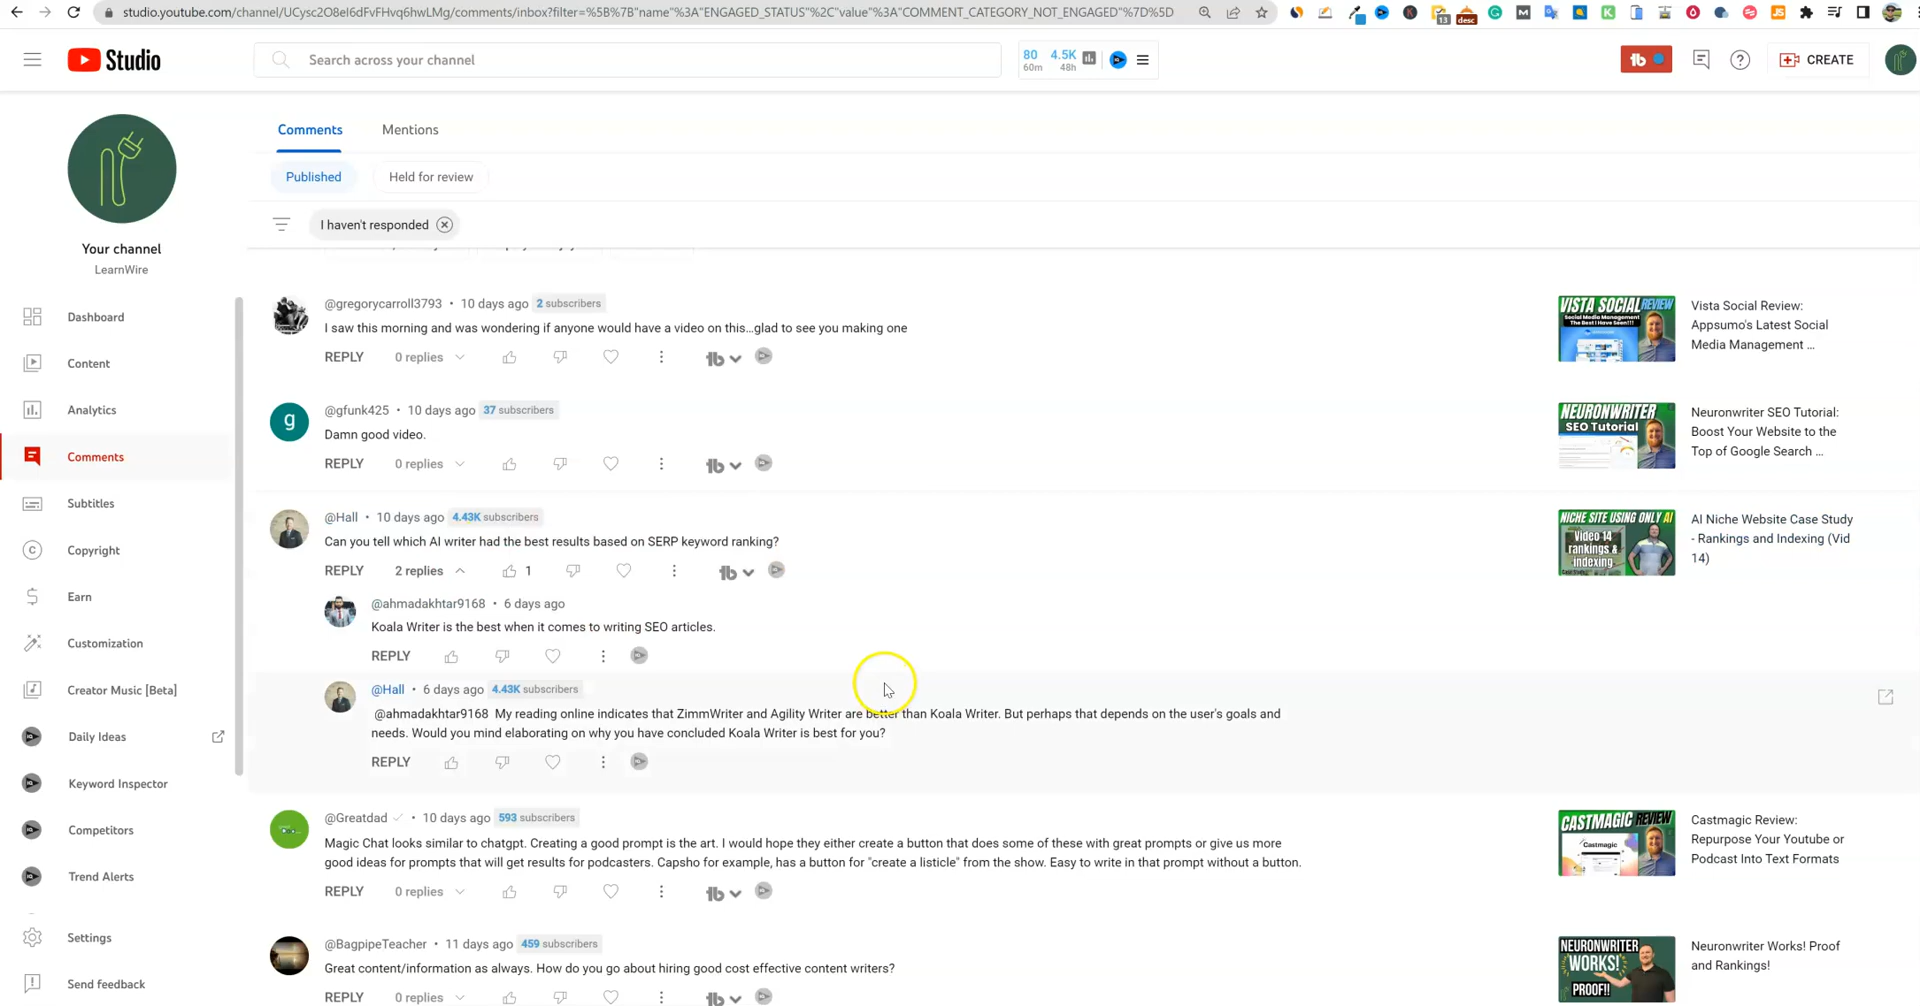 studio.youtube.com/channel/UCysc2O8eI6dFvFHvq6hwLMg/comments/inbox?filter=%5B%7B"name"%3A"ENGAGED_STATUS"%2C"value"%3A"COMMENT_CATEGORY_NOT_ENGAGED"%7D%5D
13
desc
Studio
Search across your channel
80
60m
4.5K
48h
CREATE
Your channel
LearnWire
Dashboard
Content
Analytics
Comments
Subtitles
Copyright
Earn
Customization
Creator Music [Beta]
Daily Ideas
Keyword Inspector
Competitors
Trend Alerts
Settings
Send feedback
Comments
Mentions
Published
Held for review
I haven't responded
@gregorycarroll3793 • 10 days ago 2 subscribers
I saw this morning and was wondering if anyone would have a video on this…glad to see you making one
REPLY 0 replies
VISTA SOCIAL REVIEW
Vista Social Review:
Appsumo's Latest Social
Media Management ...
g
@gfunk425 • 10 days ago 37 subscribers
Damn good video.
REPLY 0 replies
NEURONWRITER
SEO Tutorial
Neuronwriter SEO Tutorial:
Boost Your Website to the
Top of Google Search ...
@Hall • 10 days ago 4.43K subscribers
Can you tell which AI writer had the best results based on SERP keyword ranking?
REPLY 2 replies 1
NICHE SITE USING ONLY AI
Video 14
rankings &
indexing
AI Niche Website Case Study
- Rankings and Indexing (Vid
14)
@ahmadakhtar9168 • 6 days ago
Koala Writer is the best when it comes to writing SEO articles.
REPLY
@Hall • 6 days ago 4.43K subscribers
@ahmadakhtar9168 My reading online indicates that ZimmWriter and Agility Writer are better than Koala Writer. But perhaps that depends on the user's goals and
needs. Would you mind elaborating on why you have concluded Koala Writer is best for you?
REPLY
@Greatdad • 10 days ago 593 subscribers
Magic Chat looks similar to chatgpt. Creating a good prompt is the art. I would hope they either create a button that does some of these with great prompts or give us more
good ideas for prompts that will get results for podcasters. Capsho for example, has a button for "create a listicle" from the show. Easy to write in that prompt without a button.
REPLY 0 replies
CASTMAGIC REVIEW
Castmagic
Castmagic Review:
Repurpose Your Youtube or
Podcast Into Text Formats
@BagpipeTeacher • 11 days ago 459 subscribers
Great content/information as always. How do you go about hiring good cost effective content writers?
REPLY 0 replies
NEURONWRITER
WORKS!
PROOF!!
Neuronwriter Works! Proof
and Rankings!